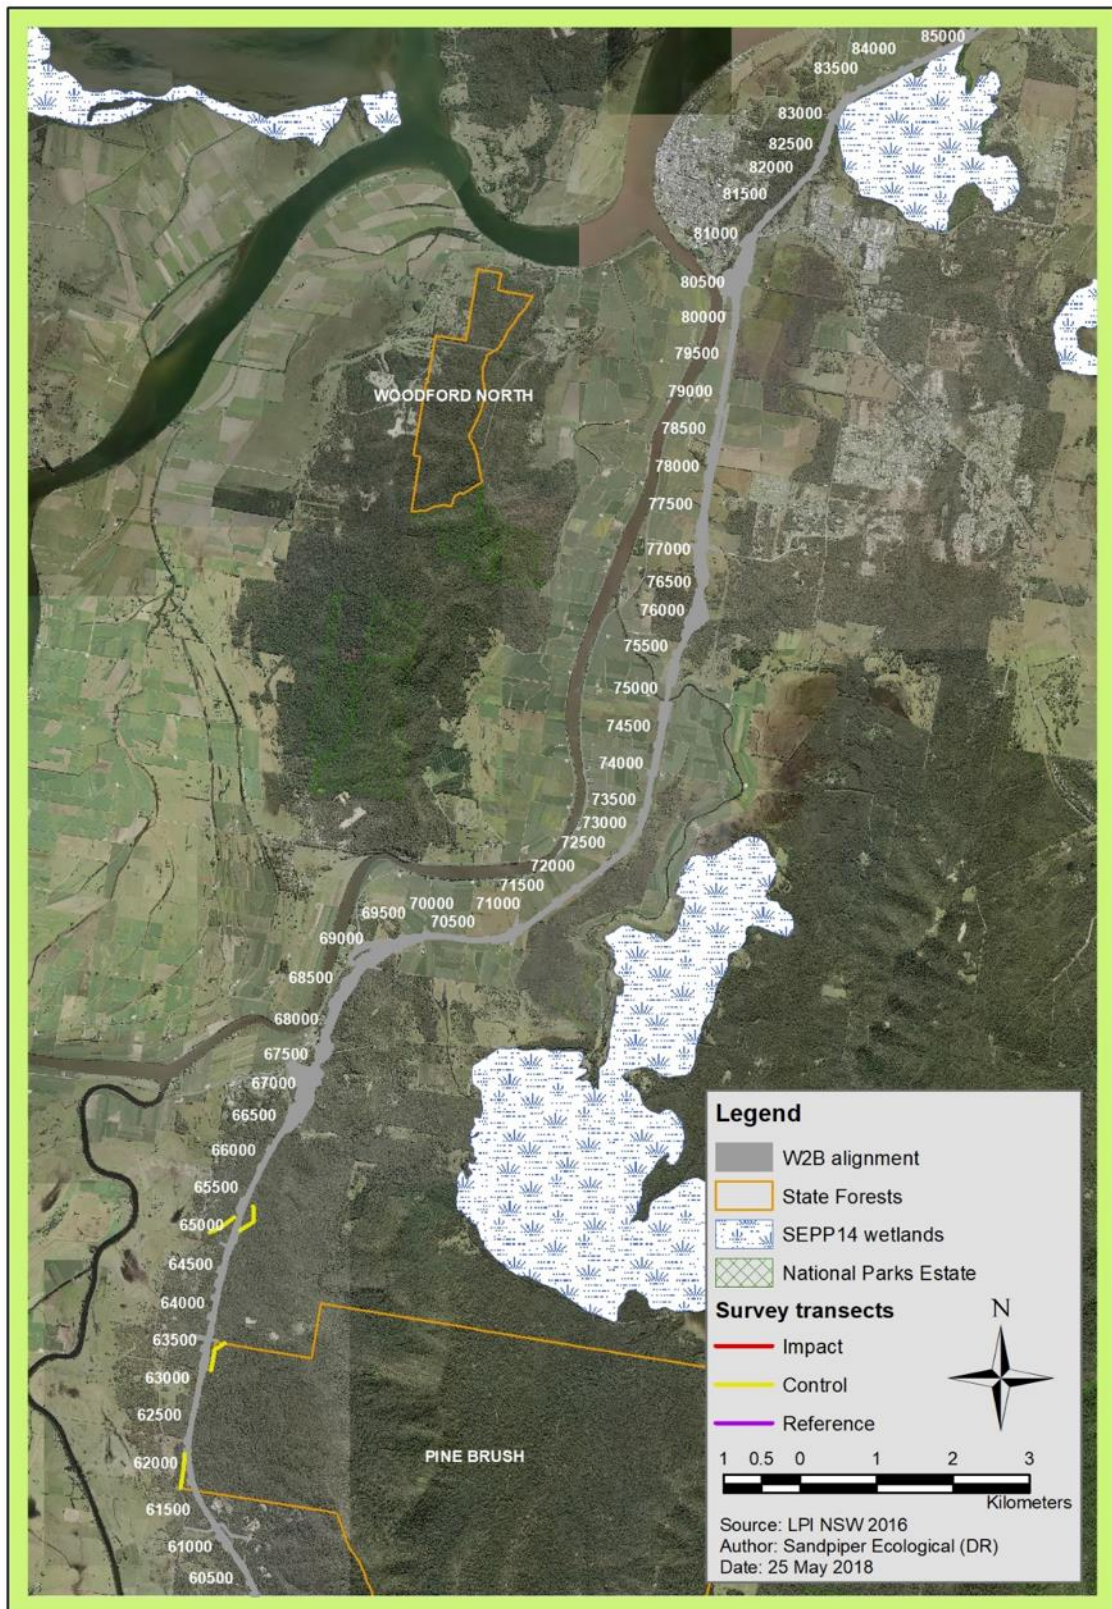 85000
84000
83500
83000
82500
82000
81500
81000
80500
80000
79500
WOODFORD NORTH
79000
78500
78000
77500
77000
76500
76000
75500
75000
74500
74000
73500
73000
72500
72000
71500
71000
70000
69500
70500
69000
68500
68000
67500
67000
66500
66000
65500
65000
64500
64000
63500
63000
62500
62000
61500
61000
60500
PINE BRUSH
Legend
W2B alignment
State Forests
SEPP14 wetlands
National Parks Estate
Survey transects
Impact
Control
Reference
N
1 0.5 0 1 2 3
Kilometers
Source: LPI NSW 2016
Author: Sandpiper Ecological (DR)
Date: 25 May 2018